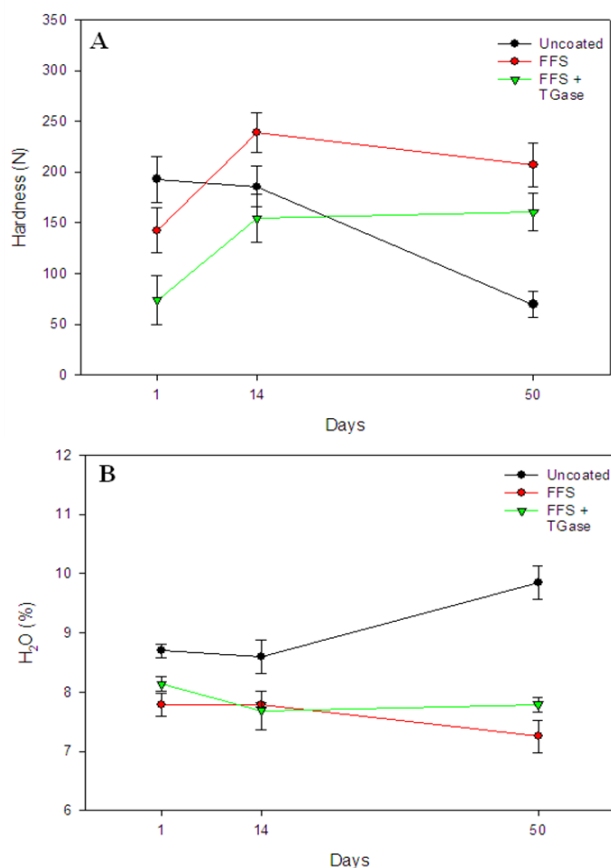 A
Uncoated
FFS
FFS +
TGase
350
300
250
200
150
100
50
0
Hardness (N)
1
14
50
Days
B
Uncoated
FFS
FFS +
TGase
12
11
10
9
8
7
6
H₂O (%)
1
14
50
Days